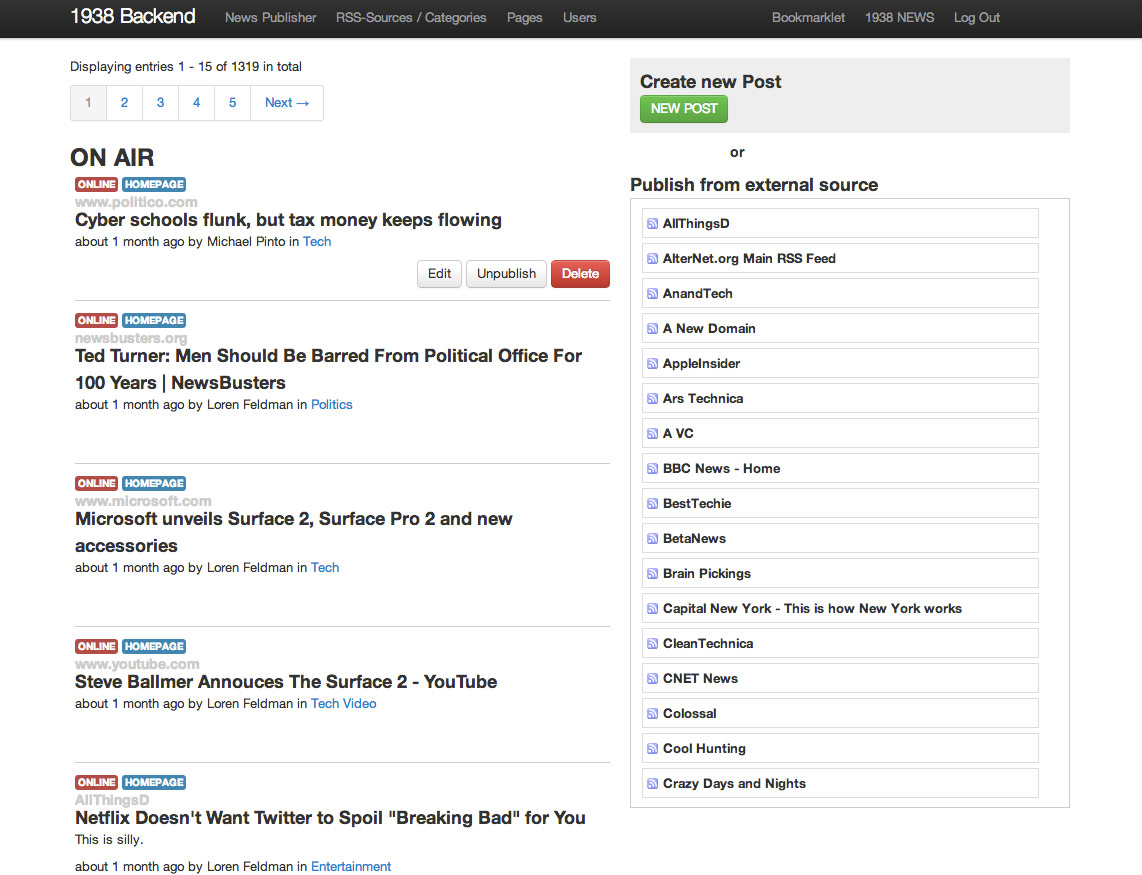 1938 Backend News Publisher RSS-Sources / Categories Pages Users Bookmarklet 1938 NEWS Log Out
Displaying entries 1 - 15 of 1319 in total
1 2 3 4 5 Next →
ON AIR
ONLINE HOMEPAGE
www.politico.com
Cyber schools flunk, but tax money keeps flowing
about 1 month ago by Michael Pinto in Tech
Edit Unpublish Delete
ONLINE HOMEPAGE
newsbusters.org
Ted Turner: Men Should Be Barred From Political Office For
100 Years | NewsBusters
about 1 month ago by Loren Feldman in Politics
ONLINE HOMEPAGE
www.microsoft.com
Microsoft unveils Surface 2, Surface Pro 2 and new
accessories
about 1 month ago by Loren Feldman in Tech
ONLINE HOMEPAGE
www.youtube.com
Steve Ballmer Annouces The Surface 2 - YouTube
about 1 month ago by Loren Feldman in Tech Video
ONLINE HOMEPAGE
AllThingsD
Netflix Doesn't Want Twitter to Spoil "Breaking Bad" for You
This is silly.
about 1 month ago by Loren Feldman in Entertainment
Create new Post
NEW POST
or
Publish from external source
AllThingsD
AlterNet.org Main RSS Feed
AnandTech
A New Domain
AppleInsider
Ars Technica
A VC
BBC News - Home
BestTechie
BetaNews
Brain Pickings
Capital New York - This is how New York works
CleanTechnica
CNET News
Colossal
Cool Hunting
Crazy Days and Nights